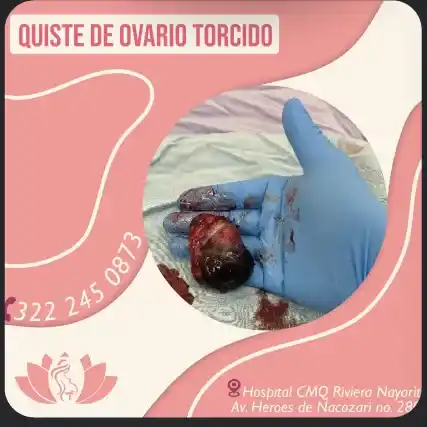 QUISTE DE OVARIO TORCIDO
322 245 0873
Hospital CMQ Riviera Nayarit
Av. Heroes de Nacozari no.